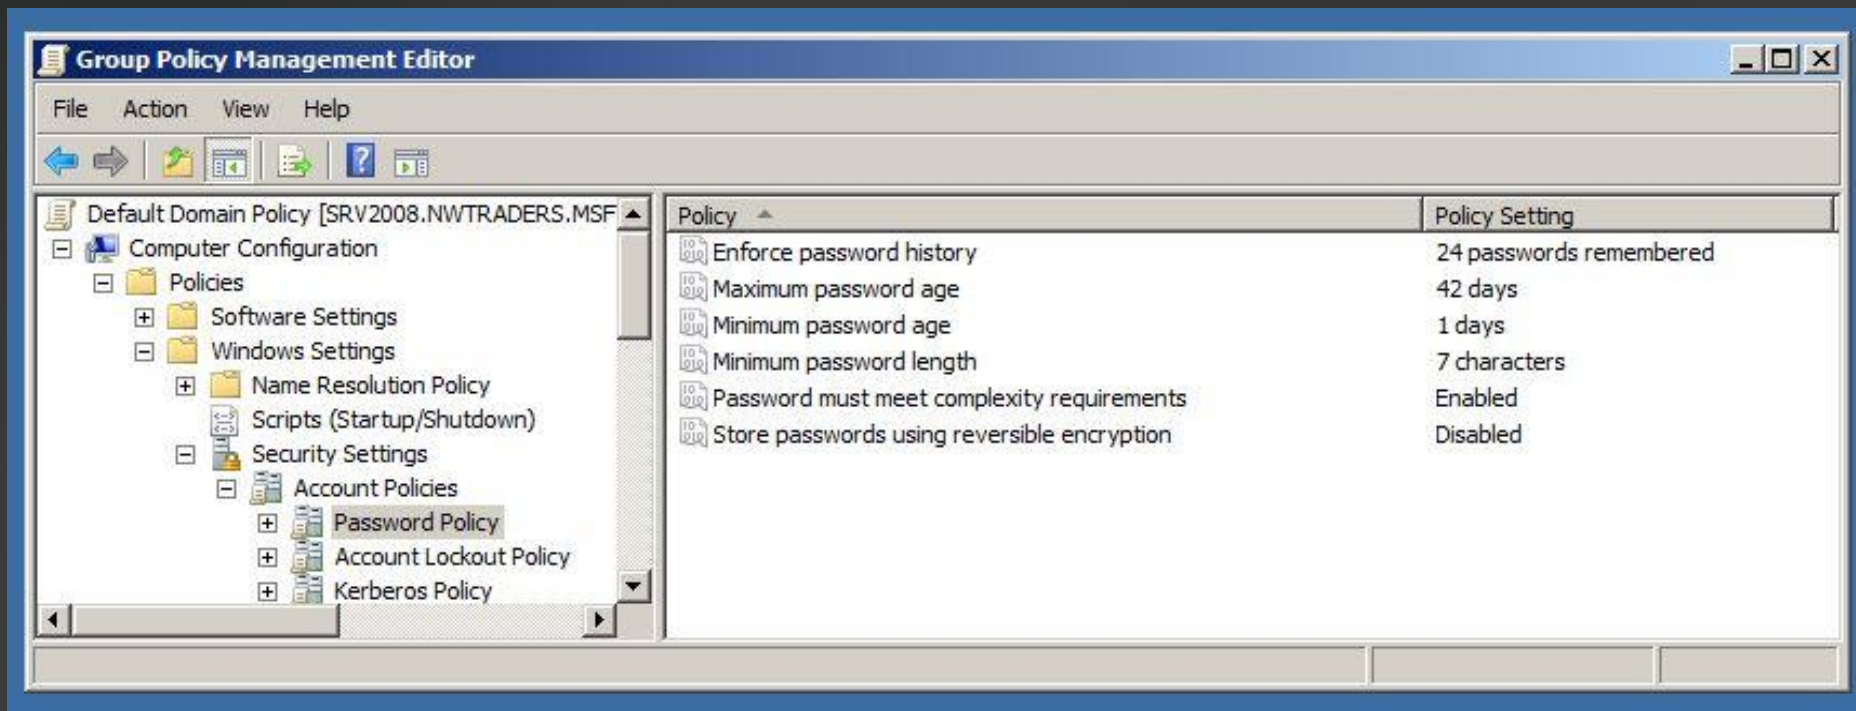 Group Policy Management Editor
File Action View Help
Default Domain Policy [SRV2008.NWTRADERS.MSF
Computer Configuration
Policies
Software Settings
Windows Settings
Name Resolution Policy
Scripts (Startup/Shutdown)
Security Settings
Account Policies
Password Policy
Account Lockout Policy
Kerberos Policy
Policy Policy Setting
Enforce password history 24 passwords remembered
Maximum password age 42 days
Minimum password age 1 days
Minimum password length 7 characters
Password must meet complexity requirements Enabled
Store passwords using reversible encryption Disabled